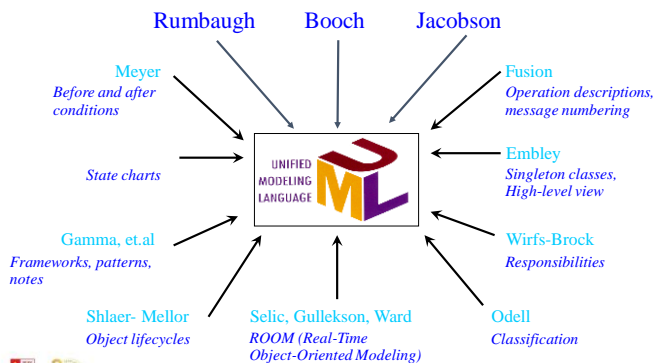 Rumbaugh Booch Jacobson
Meyer
Before and after
conditions
Fusion
Operation descriptions,
message numbering
State charts
UNIFIED
MODELING
LANGUAGE
UML
Embley
Singleton classes,
High-level view
Gamma, et.al
Frameworks, patterns,
notes
Wirfs-Brock
Responsibilities
Shlaer- Mellor
Object lifecycles
Selic, Gullekson, Ward
ROOM (Real-Time
Object-Oriented Modeling)
Odell
Classification